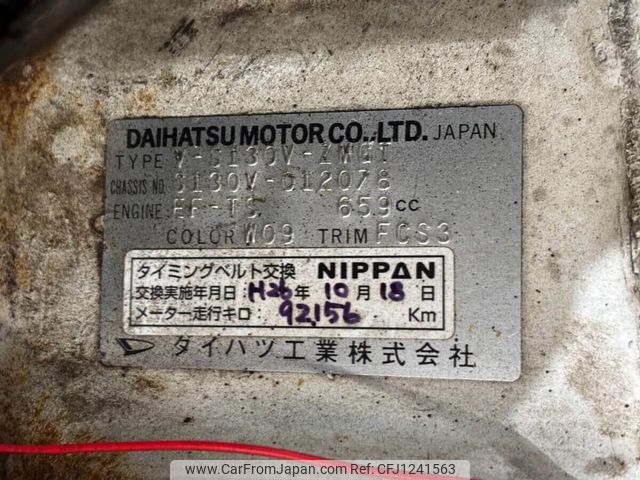 DAIHATSU MOTOR CO.,LTD. JAPAN
TYPE V-S130V-ZMGT
CHASSIS NO. S130V-012078
ENGINE: EF-TS 659 CC
COLOR W09 TRIM FCS3
タイミングベルト交換 NIPPAN
交換実施年月日 H26年 10月 18日
メーター走行キロ: 92,156 Km
ダイハツ工業株式会社
www.CarFromJapan.com - CFJ1241563